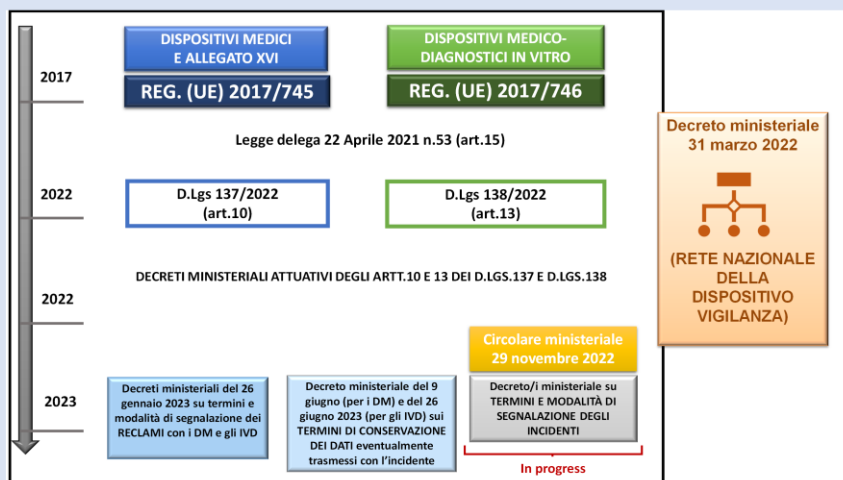 DISPOSITIVI MEDICI
E ALLEGATO XVI
DISPOSITIVI MEDICO-
DIAGNOSTICI IN VITRO
2017
REG. (UE) 2017/745
REG. (UE) 2017/746
Legge delega 22 Aprile 2021 n.53 (art.15)
2022
D.Lgs 137/2022
(art.10)
D.Lgs 138/2022
(art.13)
DECRETI MINISTERIALI ATTUATIVI DEGLI ARTT.10 E 13 DEI D.LGS.137 E D.LGS.138
2022
Circolare ministeriale
29 novembre 2022
2023
Decreti ministeriali del 26
gennaio 2023 su termini e
modalità di segnalazione dei
RECLAMI con i DM e gli IVD
Decreto ministeriale del 9
giugno (per i DM) e del 26
giugno 2023 (per gli IVD) sui
TERMINI DI CONSERVAZIONE
DEI DATI eventualmente
trasmessi con l'incidente
Decreto/i ministeriale su
TERMINI E MODALITÀ DI
SEGNALAZIONE DEGLI
INCIDENTI
In progress
Decreto ministeriale
31 marzo 2022
(RETE NAZIONALE
DELLA
DISPOSITIVO
VIGILANZA)